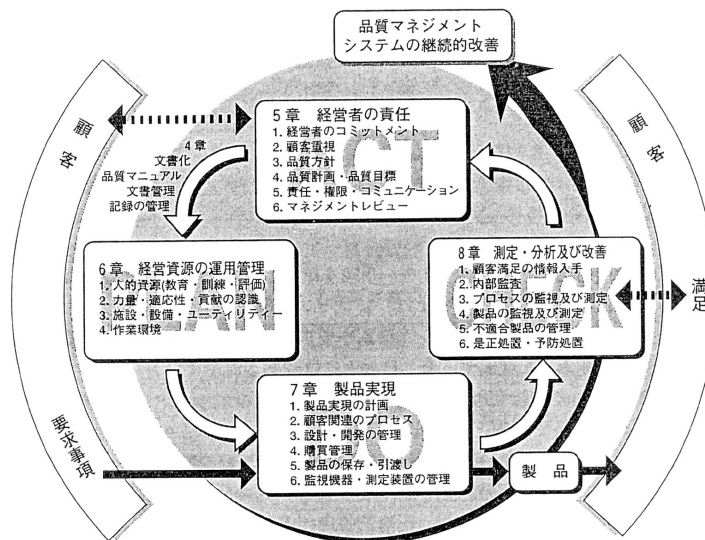 品質マネジメント
システムの継続的改善
顧客
顧客
5章 経営者の責任
1. 経営者のコミットメント
2. 顧客重視
3. 品質方針
4. 品質計画・品質目標
5. 責任・権限・コミュニケーション
6. マネジメントレビュー
ACT
4章
文書化
品質マニュアル
文書管理
記録の管理
6章 経営資源の運用管理
1. 人的資源(教育・訓練・評価)
2. 力量・適応性・貢献の認識
3. 施設・設備・ユーティリティー
4. 作業環境
PLAN
8章 測定・分析及び改善
1. 顧客満足の情報入手
2. 内部監査
3. プロセスの監視及び測定
4. 製品の監視及び測定
5. 不適合製品の管理
6. 是正処置・予防処置
CHECK
満足
7章 製品実現
1. 製品実現の計画
2. 顧客関連のプロセス
3. 設計・開発の管理
4. 購買管理
5. 製品の保存・引渡し
6. 監視機器・測定装置の管理
DO
要求事項
製品